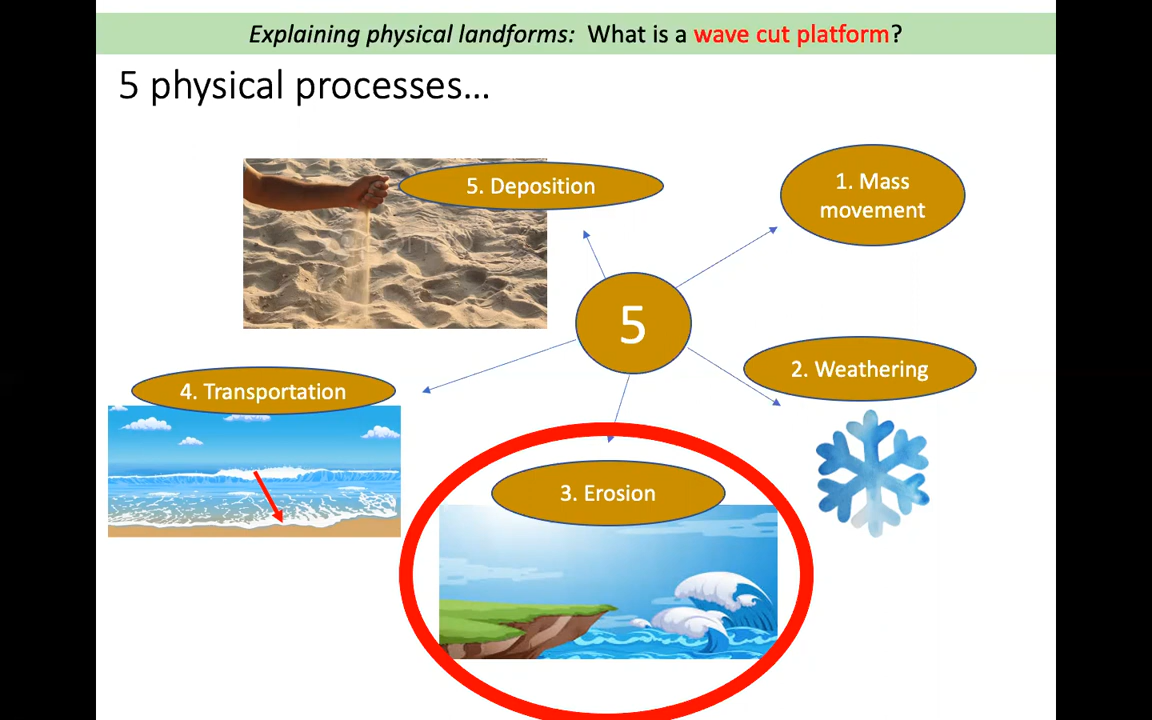 Explaining physical landforms: What is a wave cut platform?
5 physical processes...
5. Deposition
1. Mass
movement
5
4. Transportation
2. Weathering
3. Erosion